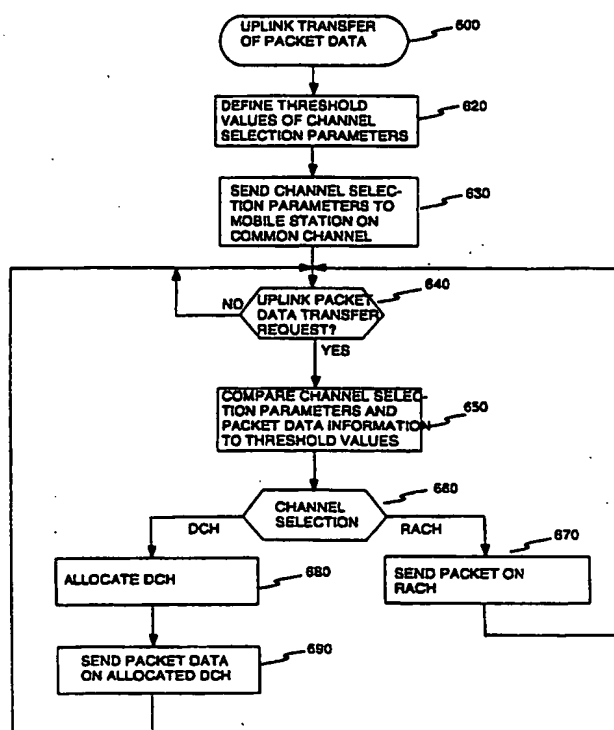 UPLINK TRANSFER
OF PACKET DATA
600
DEFINE THRESHOLD
VALUES OF CHANNEL
SELECTION PARAMETERS
620
SEND CHANNEL SELEC-
TION PARAMETERS TO
MOBILE STATION ON
COMMON CHANNEL
630
NO
UPLINK PACKET
DATA TRANSFER
REQUEST?
640
YES
COMPARE CHANNEL SELEC-
TION PARAMETERS AND
PACKET DATA INFORMATION
TO THRESHOLD VALUES
650
CHANNEL
SELECTION
660
DCH
RACH
ALLOCATE DCH
680
SEND PACKET ON
RACH
670
SEND PACKET DATA
ON ALLOCATED DCH
690